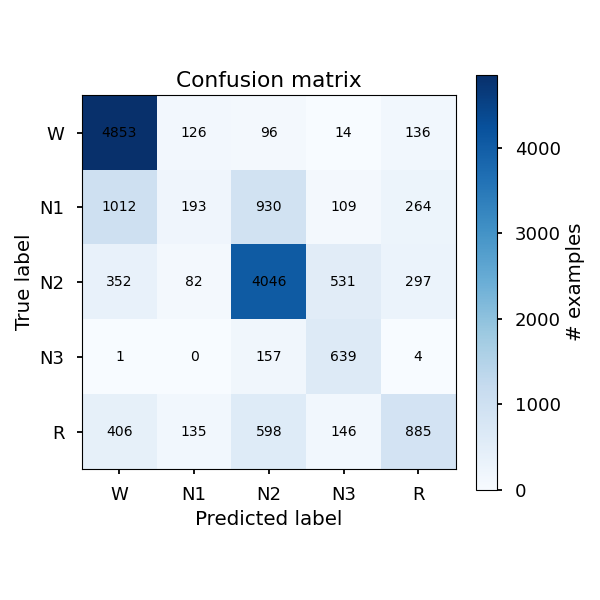 Confusion matrix
W 4853 126 96 14 136
N1 1012 193 930 109 264
N2 352 82 4046 531 297
N3 1 0 157 639 4
R 406 135 598 146 885
W N1 N2 N3 R
Predicted label
True label
4000
3000
2000
1000
0
# examples